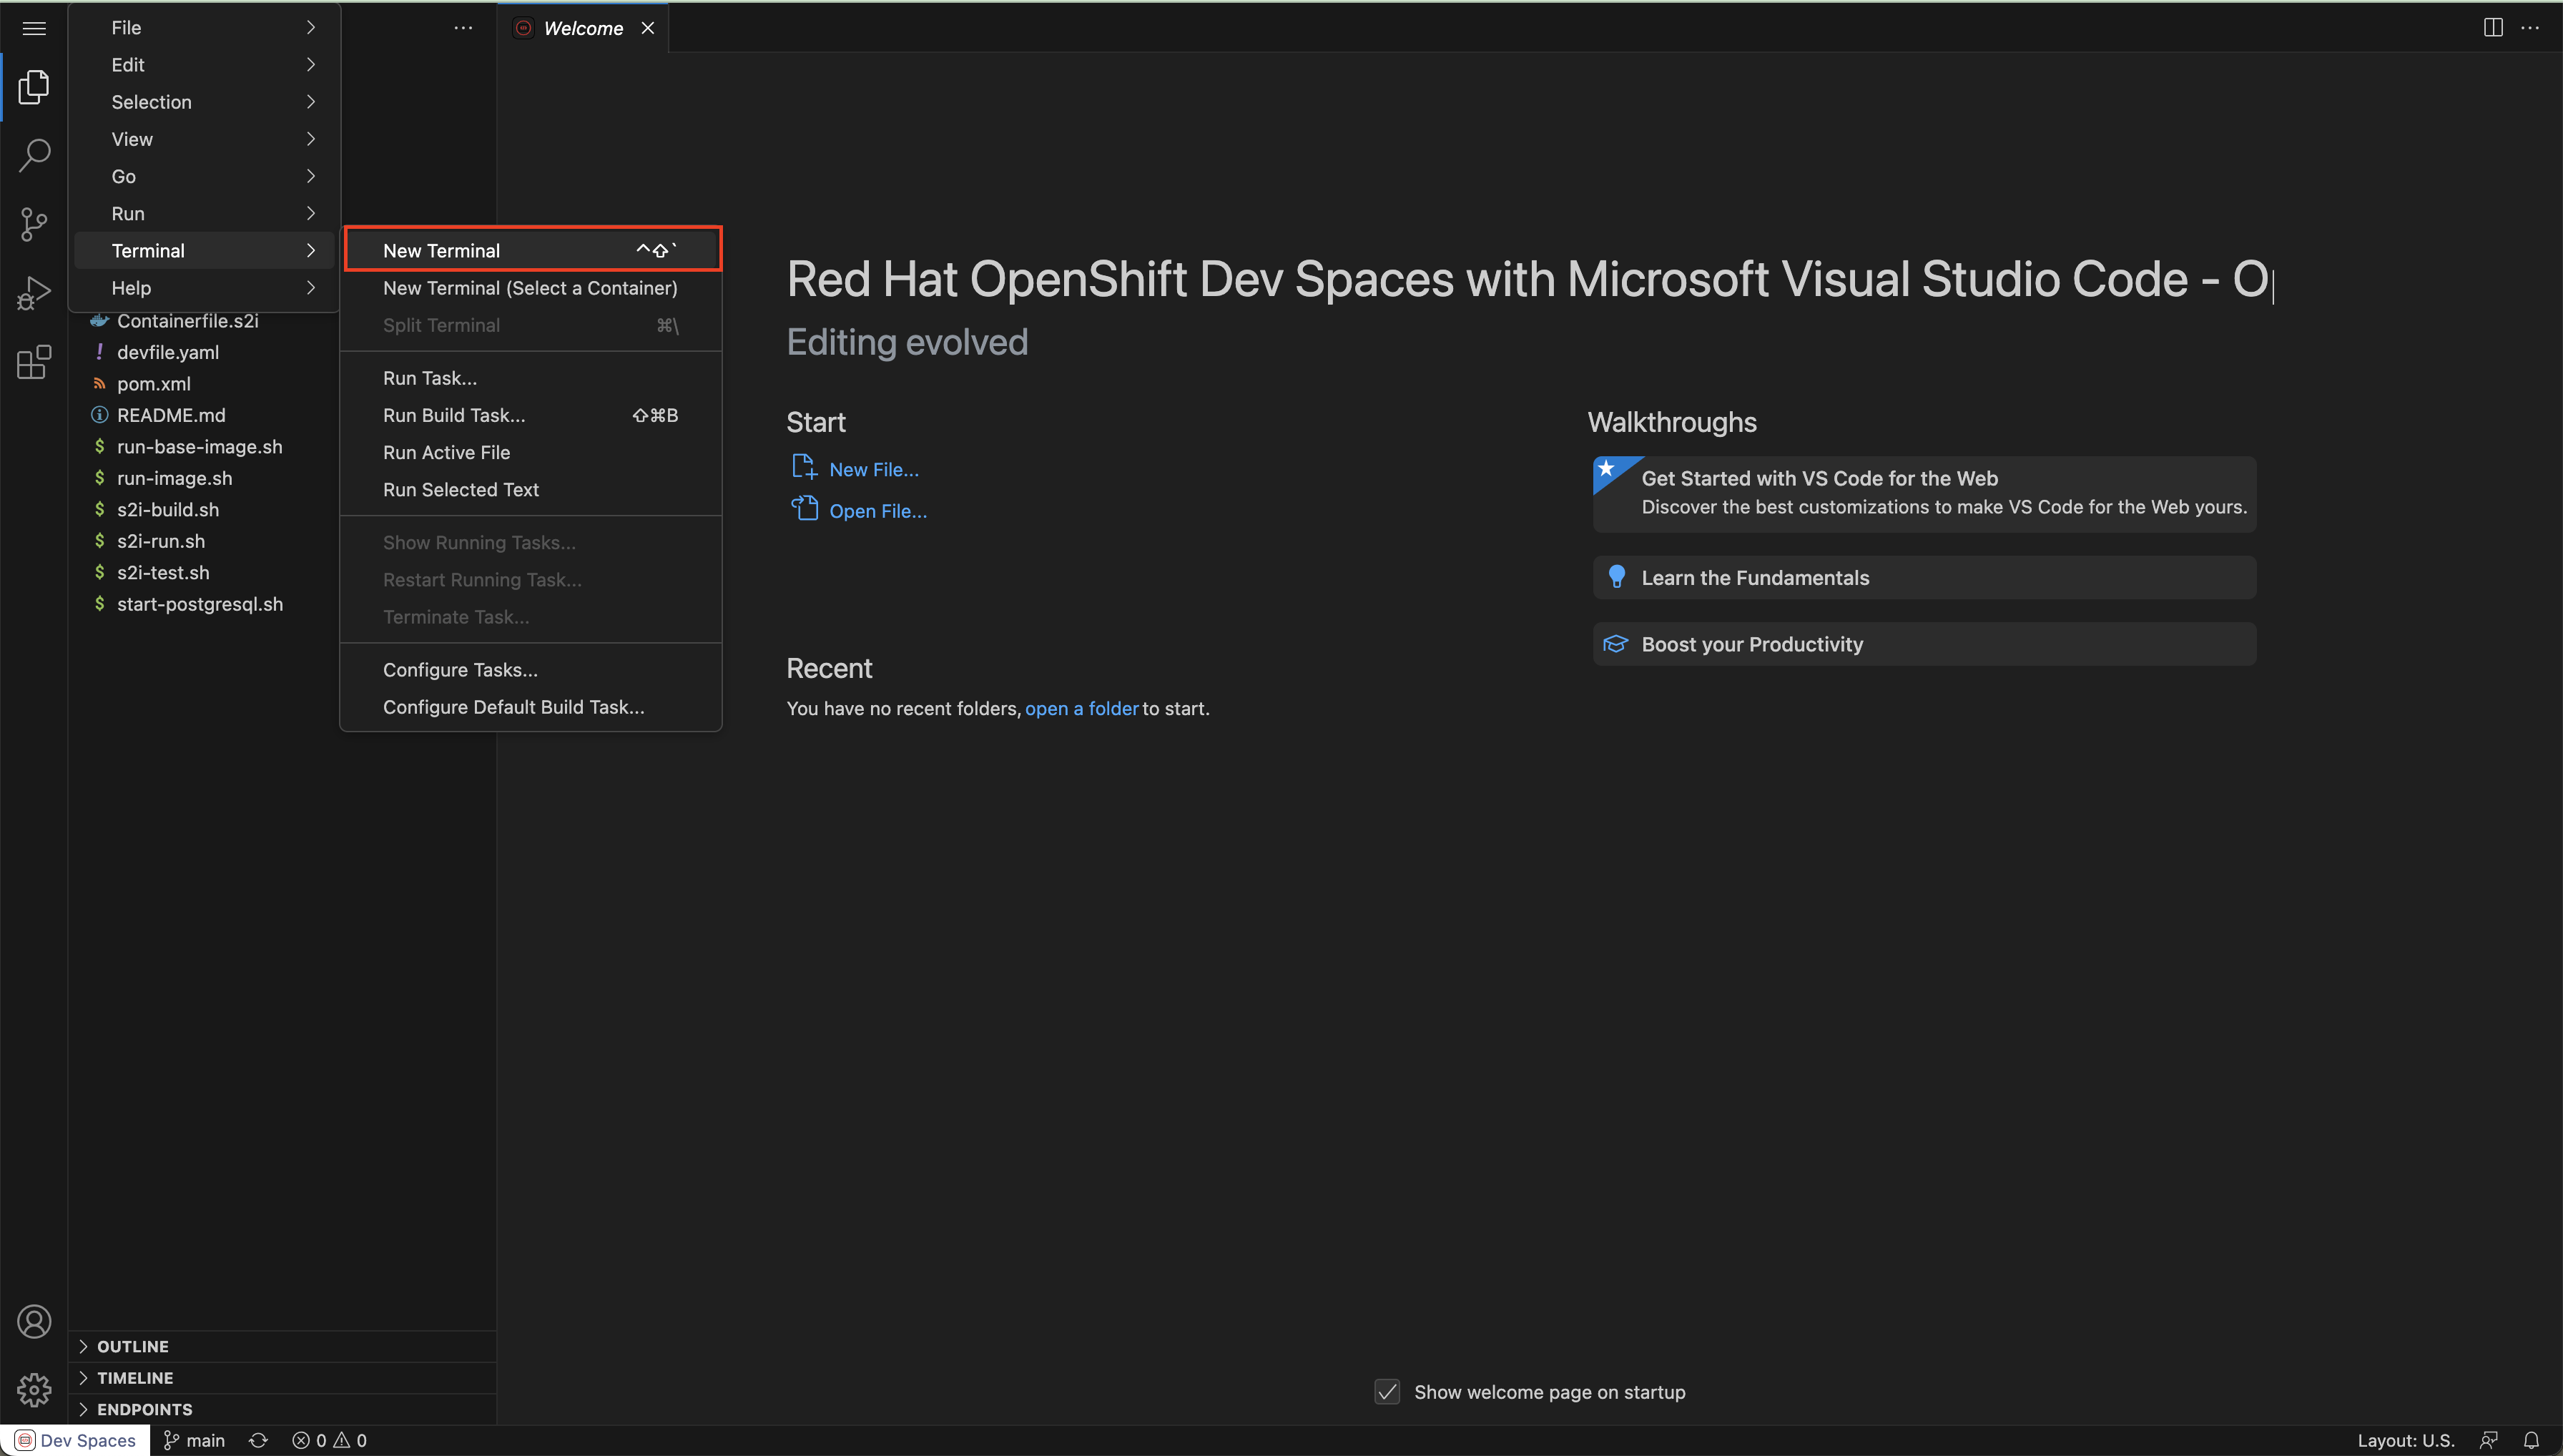 File
Edit
Selection
View
Go
Run
Terminal
Help
Containerfile.s2i
devfile.yaml
pom.xml
README.md
run-base-image.sh
run-image.sh
s2i-build.sh
s2i-run.sh
s2i-test.sh
start-postgresql.sh
New Terminal ⌃⇧`
New Terminal (Select a Container)
Split Terminal ⌘\
Run Task...
Run Build Task... ⇧⌘B
Run Active File
Run Selected Text
Show Running Tasks...
Restart Running Task...
Terminate Task...
Configure Tasks...
Configure Default Build Task...
Welcome
Red Hat OpenShift Dev Spaces with Microsoft Visual Studio Code - O
Editing evolved
Start
New File...
Open File...
Recent
You have no recent folders, open a folder to start.
Walkthroughs
Get Started with VS Code for the Web
Discover the best customizations to make VS Code for the Web yours.
Learn the Fundamentals
Boost your Productivity
Show welcome page on startup
OUTLINE
TIMELINE
ENDPOINTS
Dev Spaces main 0 0 Layout: U.S.